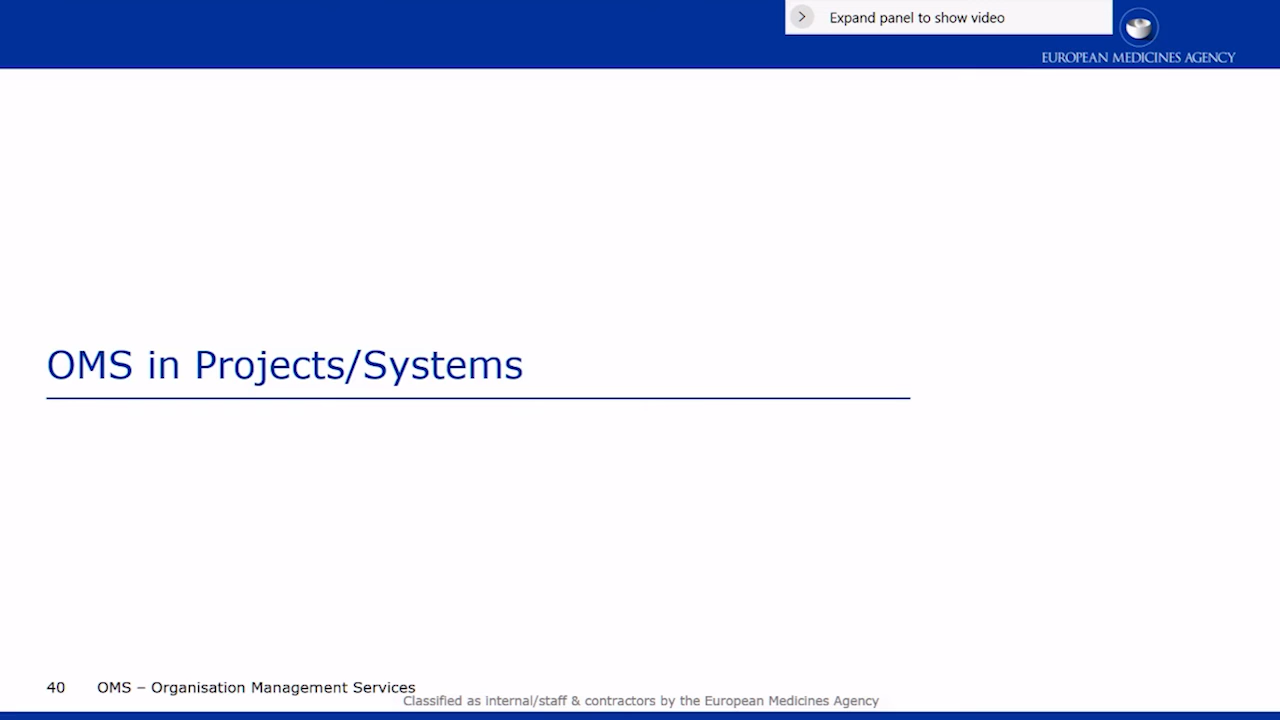 Expand panel to show video
EUROPEAN MEDICINES AGENCY
OMS in Projects/Systems
40 OMS – Organisation Management Services
Classified as internal/staff & contractors by the European Medicines Agency